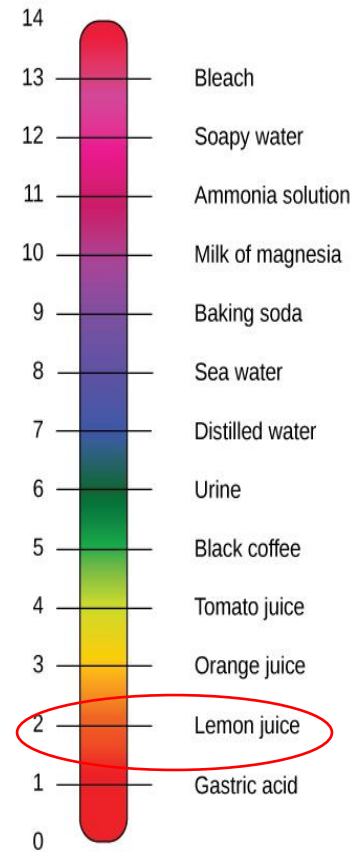 14
13 Bleach
12 Soapy water
11 Ammonia solution
10 Milk of magnesia
9 Baking soda
8 Sea water
7 Distilled water
6 Urine
5 Black coffee
4 Tomato juice
3 Orange juice
2 Lemon juice
1 Gastric acid
0